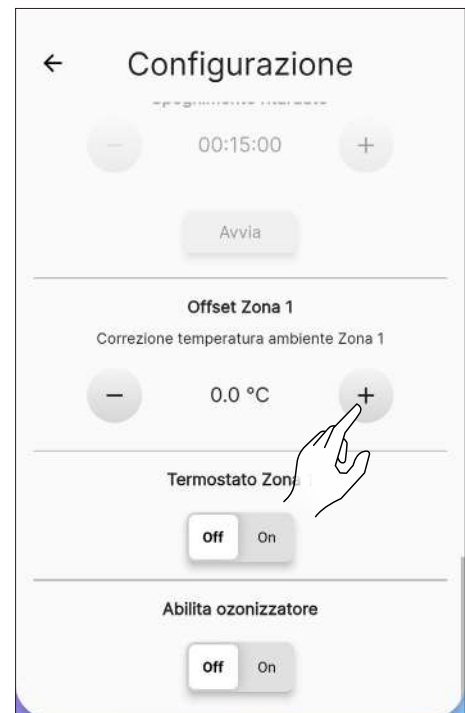 Configurazione
00:15:00
Avvia
Offset Zona 1
Correzione temperatura ambiente Zona 1
0.0 °C
Termostato Zona
Off On
Abilita ozonizzatore
Off On